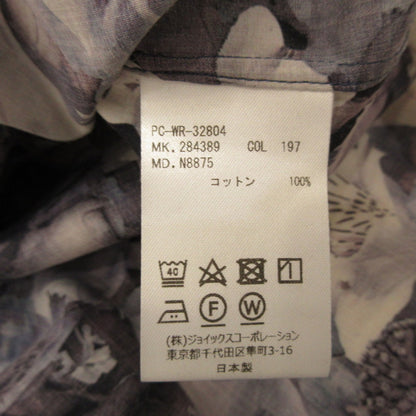 PC-WR-32804
MK. 284389 COL 197
MD. N8875
コットン 100%
40
F W
(株)ジョイックスコーポレーション
東京都千代田区隼町3-16
日本製